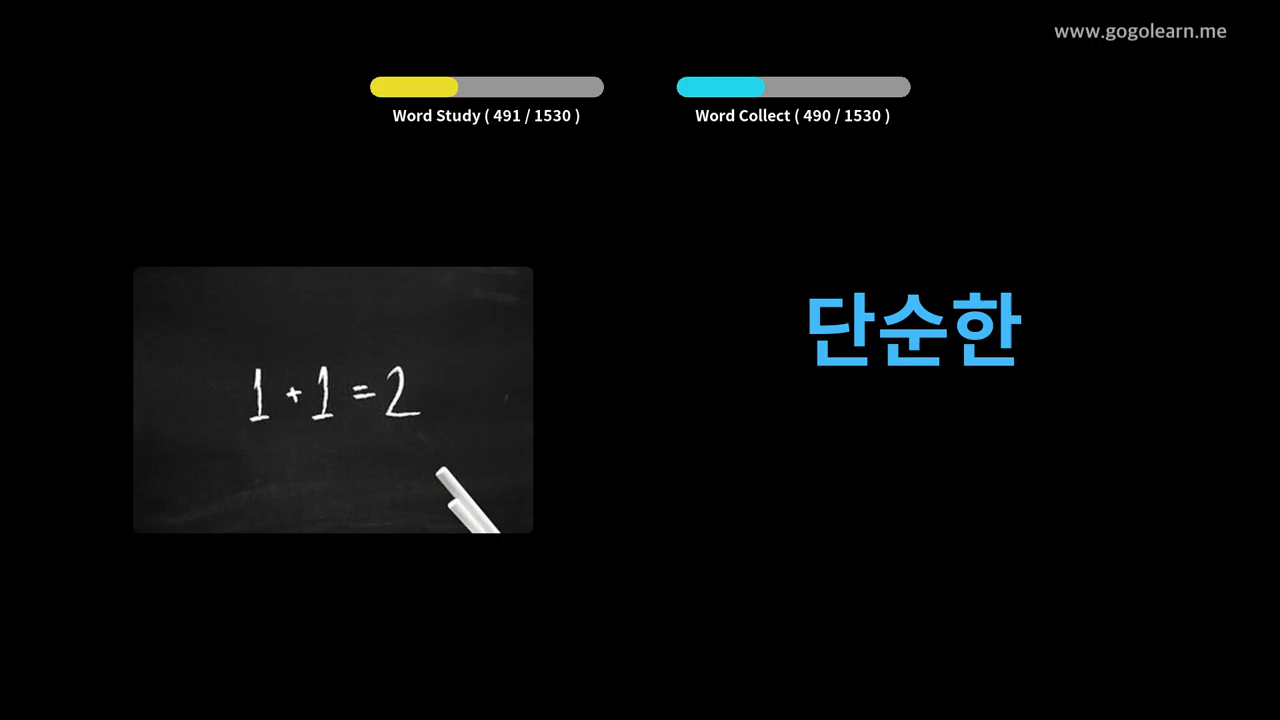 www.gogolearn.me
Word Study ( 491 / 1530 )
Word Collect ( 490 / 1530 )
1 + 1 = 2
단순한